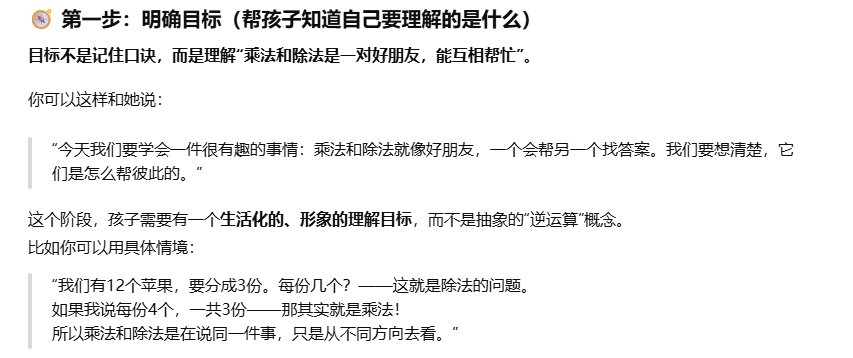 🧭 第一步：明确目标（帮孩子知道自己要理解的是什么）
目标不是记住口诀，而是理解“乘法和除法是一对好朋友，能互相帮忙”。
你可以这样和她说：
“今天我们要学会一件很有趣的事情：乘法和除法就像好朋友，一个会帮另一个找答案。我们要想清楚，它
们是怎么帮彼此的。”
这个阶段，孩子需要有一个生活化的、形象的理解目标，而不是抽象的“逆运算”概念。
比如你可以用具体情境：
“我们有12个苹果，要分成3份。每份几个？——这就是除法的问题。
如果我说每份4个，一共3份——那其实就是乘法！
所以乘法和除法是在说同一件事，只是从不同方向去看。”